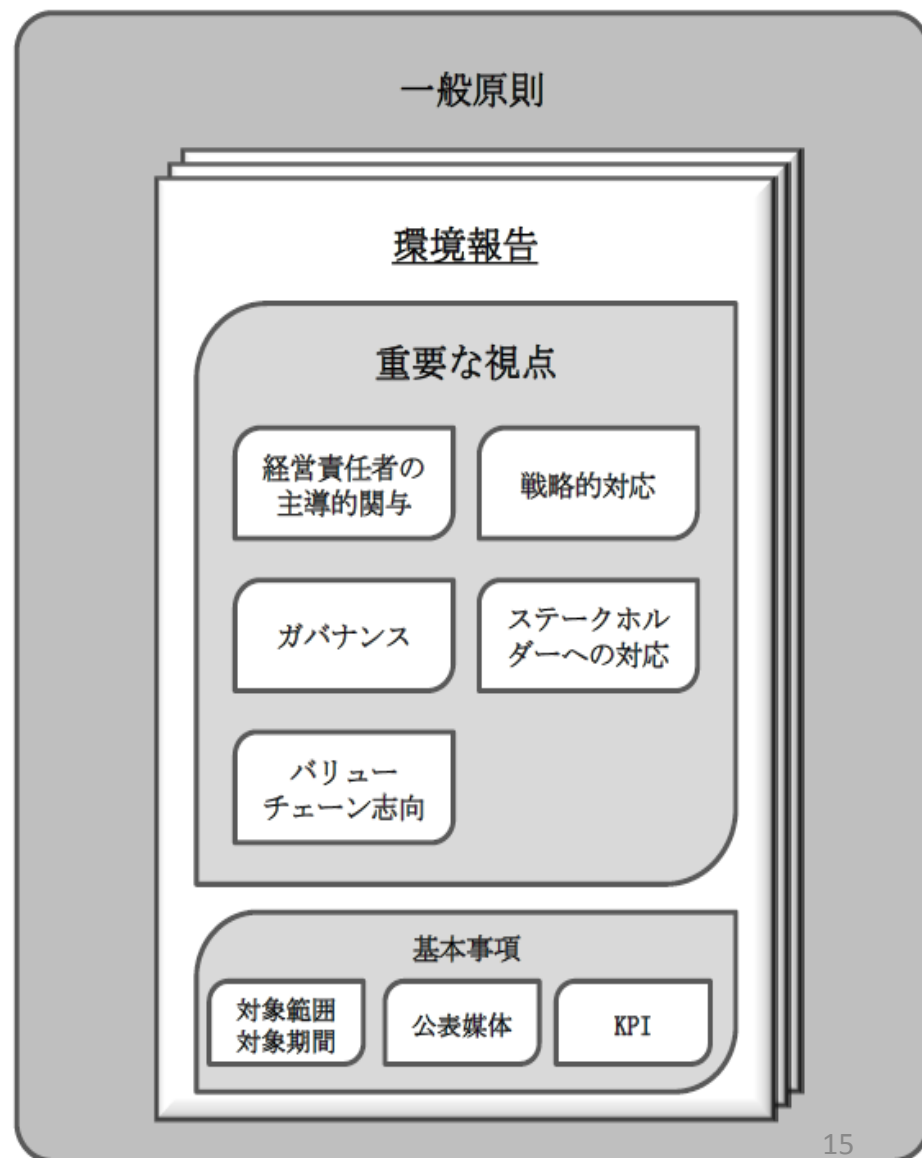 一般原則
環境報告
重要な視点
経営責任者の
主導的関与
戦略的対応
ガバナンス
ステークホル
ダーへの対応
バリュー
チェーン志向
基本事項
対象範囲
対象期間
公表媒体
KPI
15